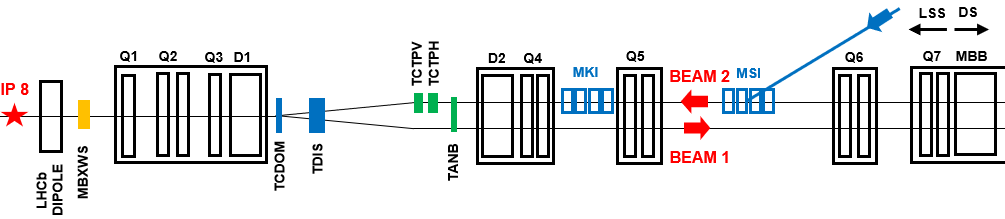 LSS DS
Q1 Q2 Q3 D1 TCTPV TCTPH D2 Q4 MKI Q5 BEAM 2 MSI Q6 Q7 MBB
IP 8
LHCb
DIPOLE
MBXWS
TCDOM
TDIS
TANB
BEAM 1